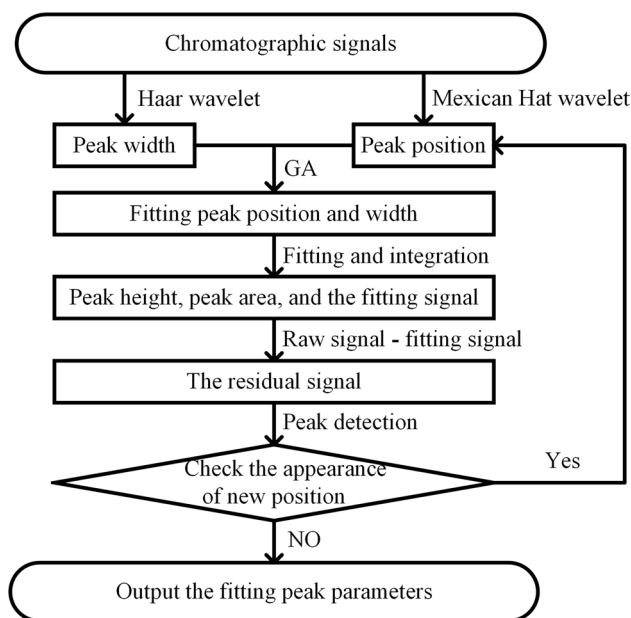 Chromatographic signals
Haar wavelet
Mexican Hat wavelet
Peak width
Peak position
GA
Fitting peak position and width
Fitting and integration
Peak height, peak area, and the fitting signal
Raw signal - fitting signal
The residual signal
Peak detection
Check the appearance
of new position
Yes
NO
Output the fitting peak parameters